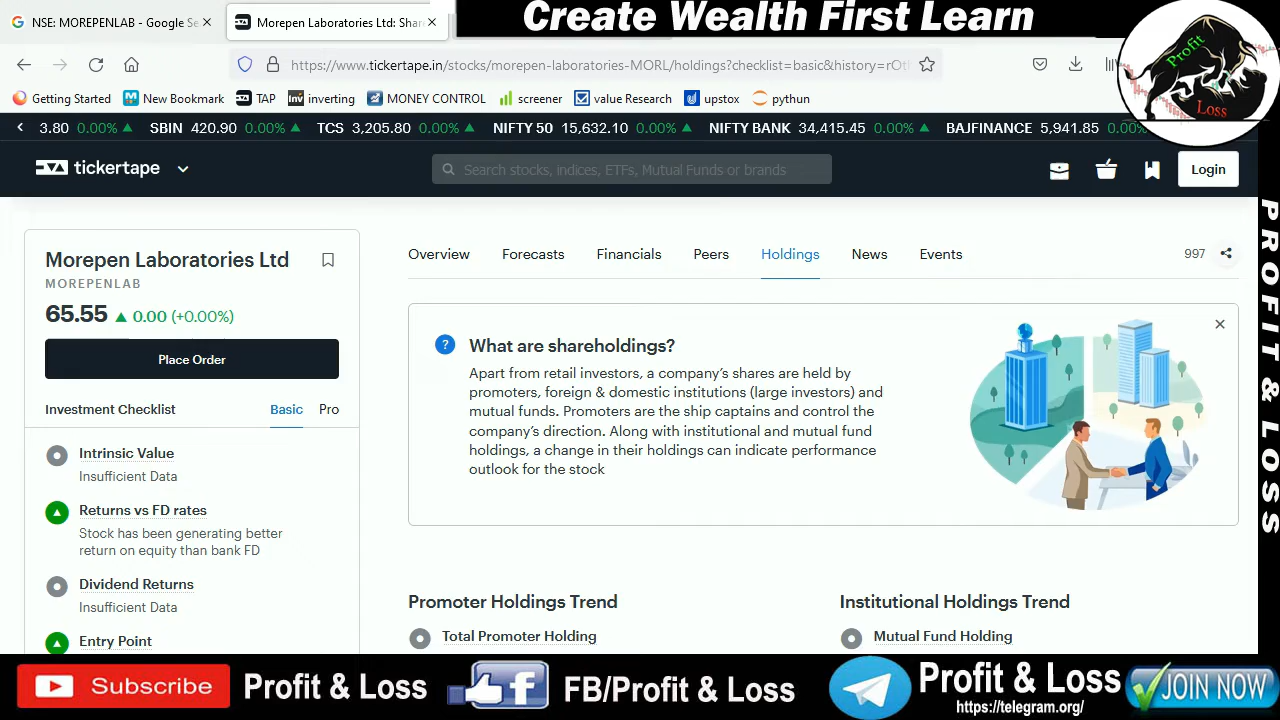 Create Wealth First Learn
NSE: MOREPENLAB - Google Se
Morepen Laboratories Ltd: Shar
https://www.tickertape.in/stocks/morepen-laboratories-MORL/holdings?checklist=basic&history=rOtl
Getting Started
New Bookmark
TAP
inverting
MONEYCONTROL
screener
value Research
upstox
python
Profit
Loss
3.80 0.00%
SBIN 420.90 0.00%
TCS 3,205.80 0.00%
NIFTY 50 15,632.10 0.00%
NIFTY BANK 34,415.45 0.00%
BAJFINANCE 5,941.85 0.00%
tickertape
Search stocks, indices, ETFs, Mutual Funds or brands
Login
Morepen Laboratories Ltd
MOREPENLAB
65.55 0.00 (+0.00%)
Place Order
Investment Checklist
Basic
Pro
Intrinsic Value
Insufficient Data
Returns vs FD rates
Stock has been generating better
return on equity than bank FD
Dividend Returns
Insufficient Data
Entry Point
Overview
Forecasts
Financials
Peers
Holdings
News
Events
997
What are shareholdings?
Apart from retail investors, a company's shares are held by
promoters, foreign & domestic institutions (large investors) and
mutual funds. Promoters are the ship captains and control the
company's direction. Along with institutional and mutual fund
holdings, a change in their holdings can indicate performance
outlook for the stock
Promoter Holdings Trend
Total Promoter Holding
Institutional Holdings Trend
Mutual Fund Holding
PROFIT & LOSS
Subscribe
Profit & Loss
FB/Profit & Loss
Profit & Loss
https://telegram.org/
JOIN NOW